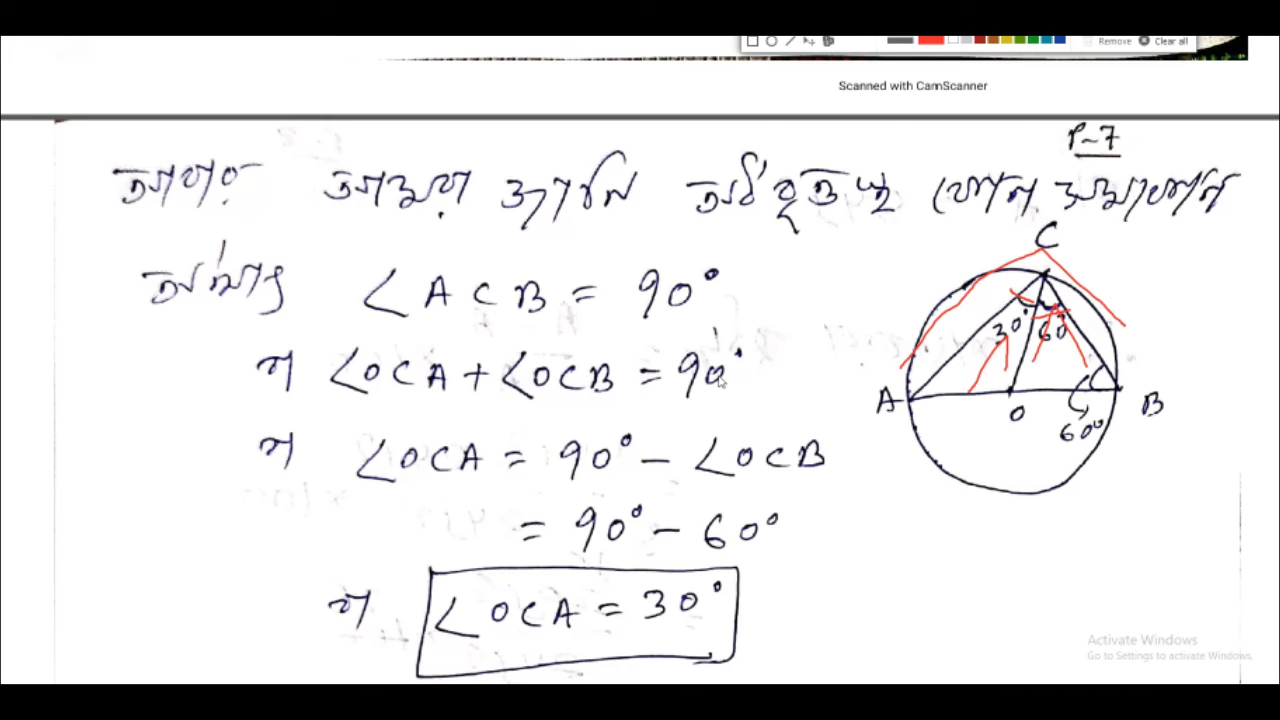 Remove Clear all
Scanned with CamScanner
P-7
আবার আমরা জানি অর্ধবৃত্তস্থ কোণ সমকোণ
অর্থাৎ ∠ACB = 90°
বা ∠OCA + ∠OCB = 90°
বা ∠OCA = 90° - ∠OCB
= 90° - 60°
বা ∠OCA = 30°
C
30° 60°
A O B
60°
Activate Windows
Go to Settings to activate Windows.